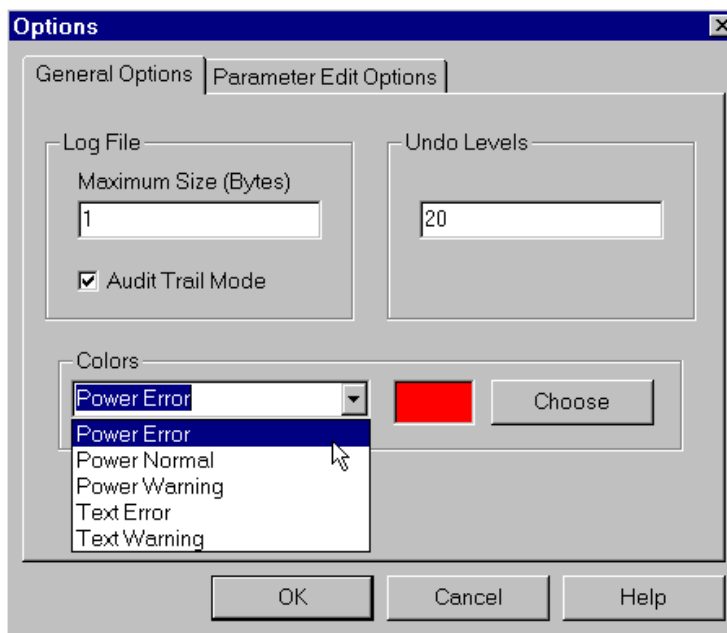 Options
General Options
Parameter Edit Options
Log File
Maximum Size (Bytes)
1
Audit Trail Mode
Undo Levels
20
Colors
Power Error
Choose
Power Error
Power Normal
Power Warning
Text Error
Text Warning
OK
Cancel
Help